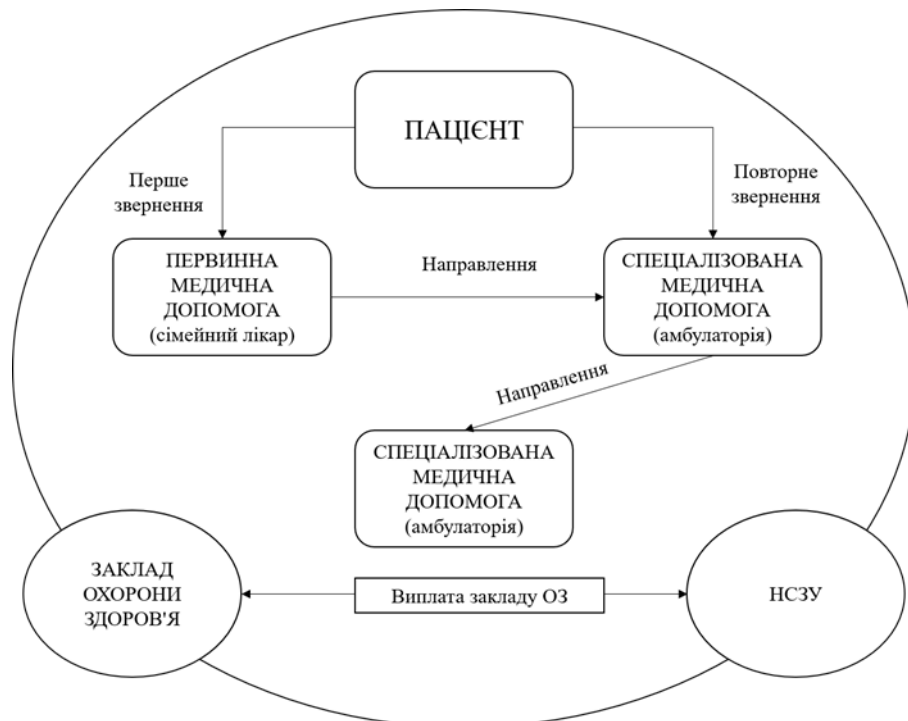 ПАЦІЄНТ
Перше
звернення
Повторне
звернення
ПЕРВИННА
МЕДИЧНА
ДОПОМОГА
(сімейний лікар)
Направлення
СПЕЦІАЛІЗОВАНА
МЕДИЧНА
ДОПОМОГА
(амбулаторія)
Направлення
СПЕЦІАЛІЗОВАНА
МЕДИЧНА
ДОПОМОГА
(амбулаторія)
ЗАКЛАД
ОХОРОНИ
ЗДОРОВ'Я
Виплата закладу ОЗ
НСЗУ